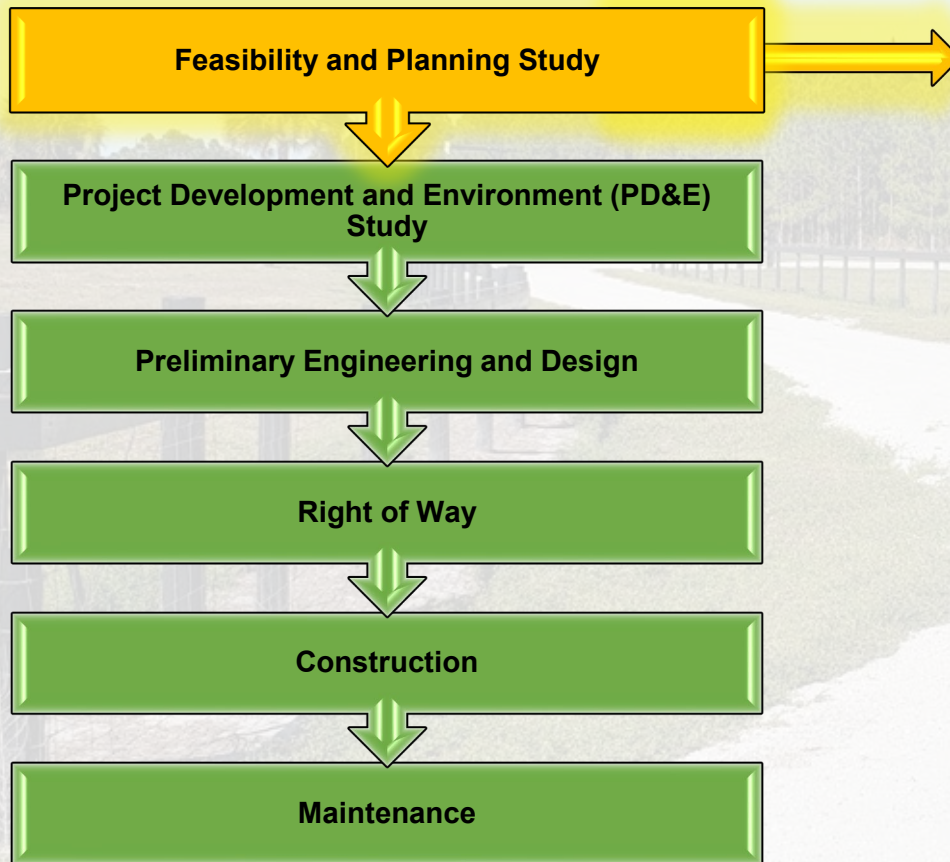 Feasibility and Planning Study
Project Development and Environment (PD&E)
Study
Preliminary Engineering and Design
Right of Way
Construction
Maintenance